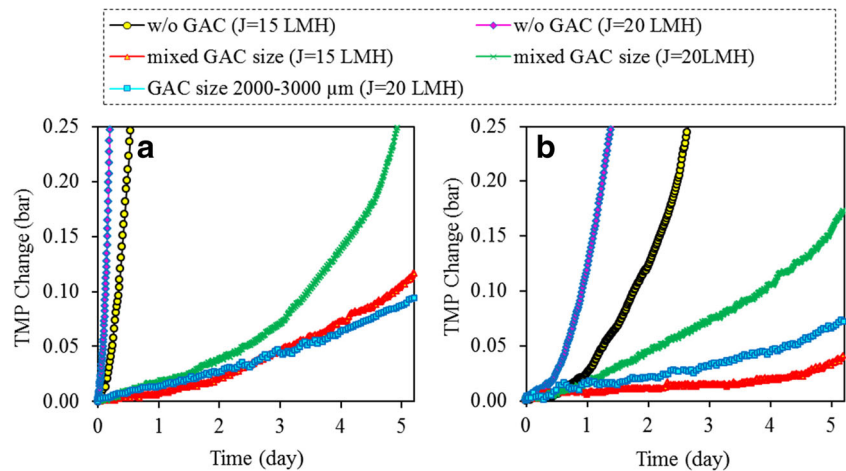 w/o GAC (J=15 LMH)
w/o GAC (J=20 LMH)
mixed GAC size (J=15 LMH)
mixed GAC size (J=20LMH)
GAC size 2000-3000 µm (J=20 LMH)
a
TMP Change (bar)
0.25
0.20
0.15
0.10
0.05
0.00
0 1 2 3 4 5
Time (day)
b
TMP Change (bar)
0.25
0.20
0.15
0.10
0.05
0.00
0 1 2 3 4 5
Time (day)